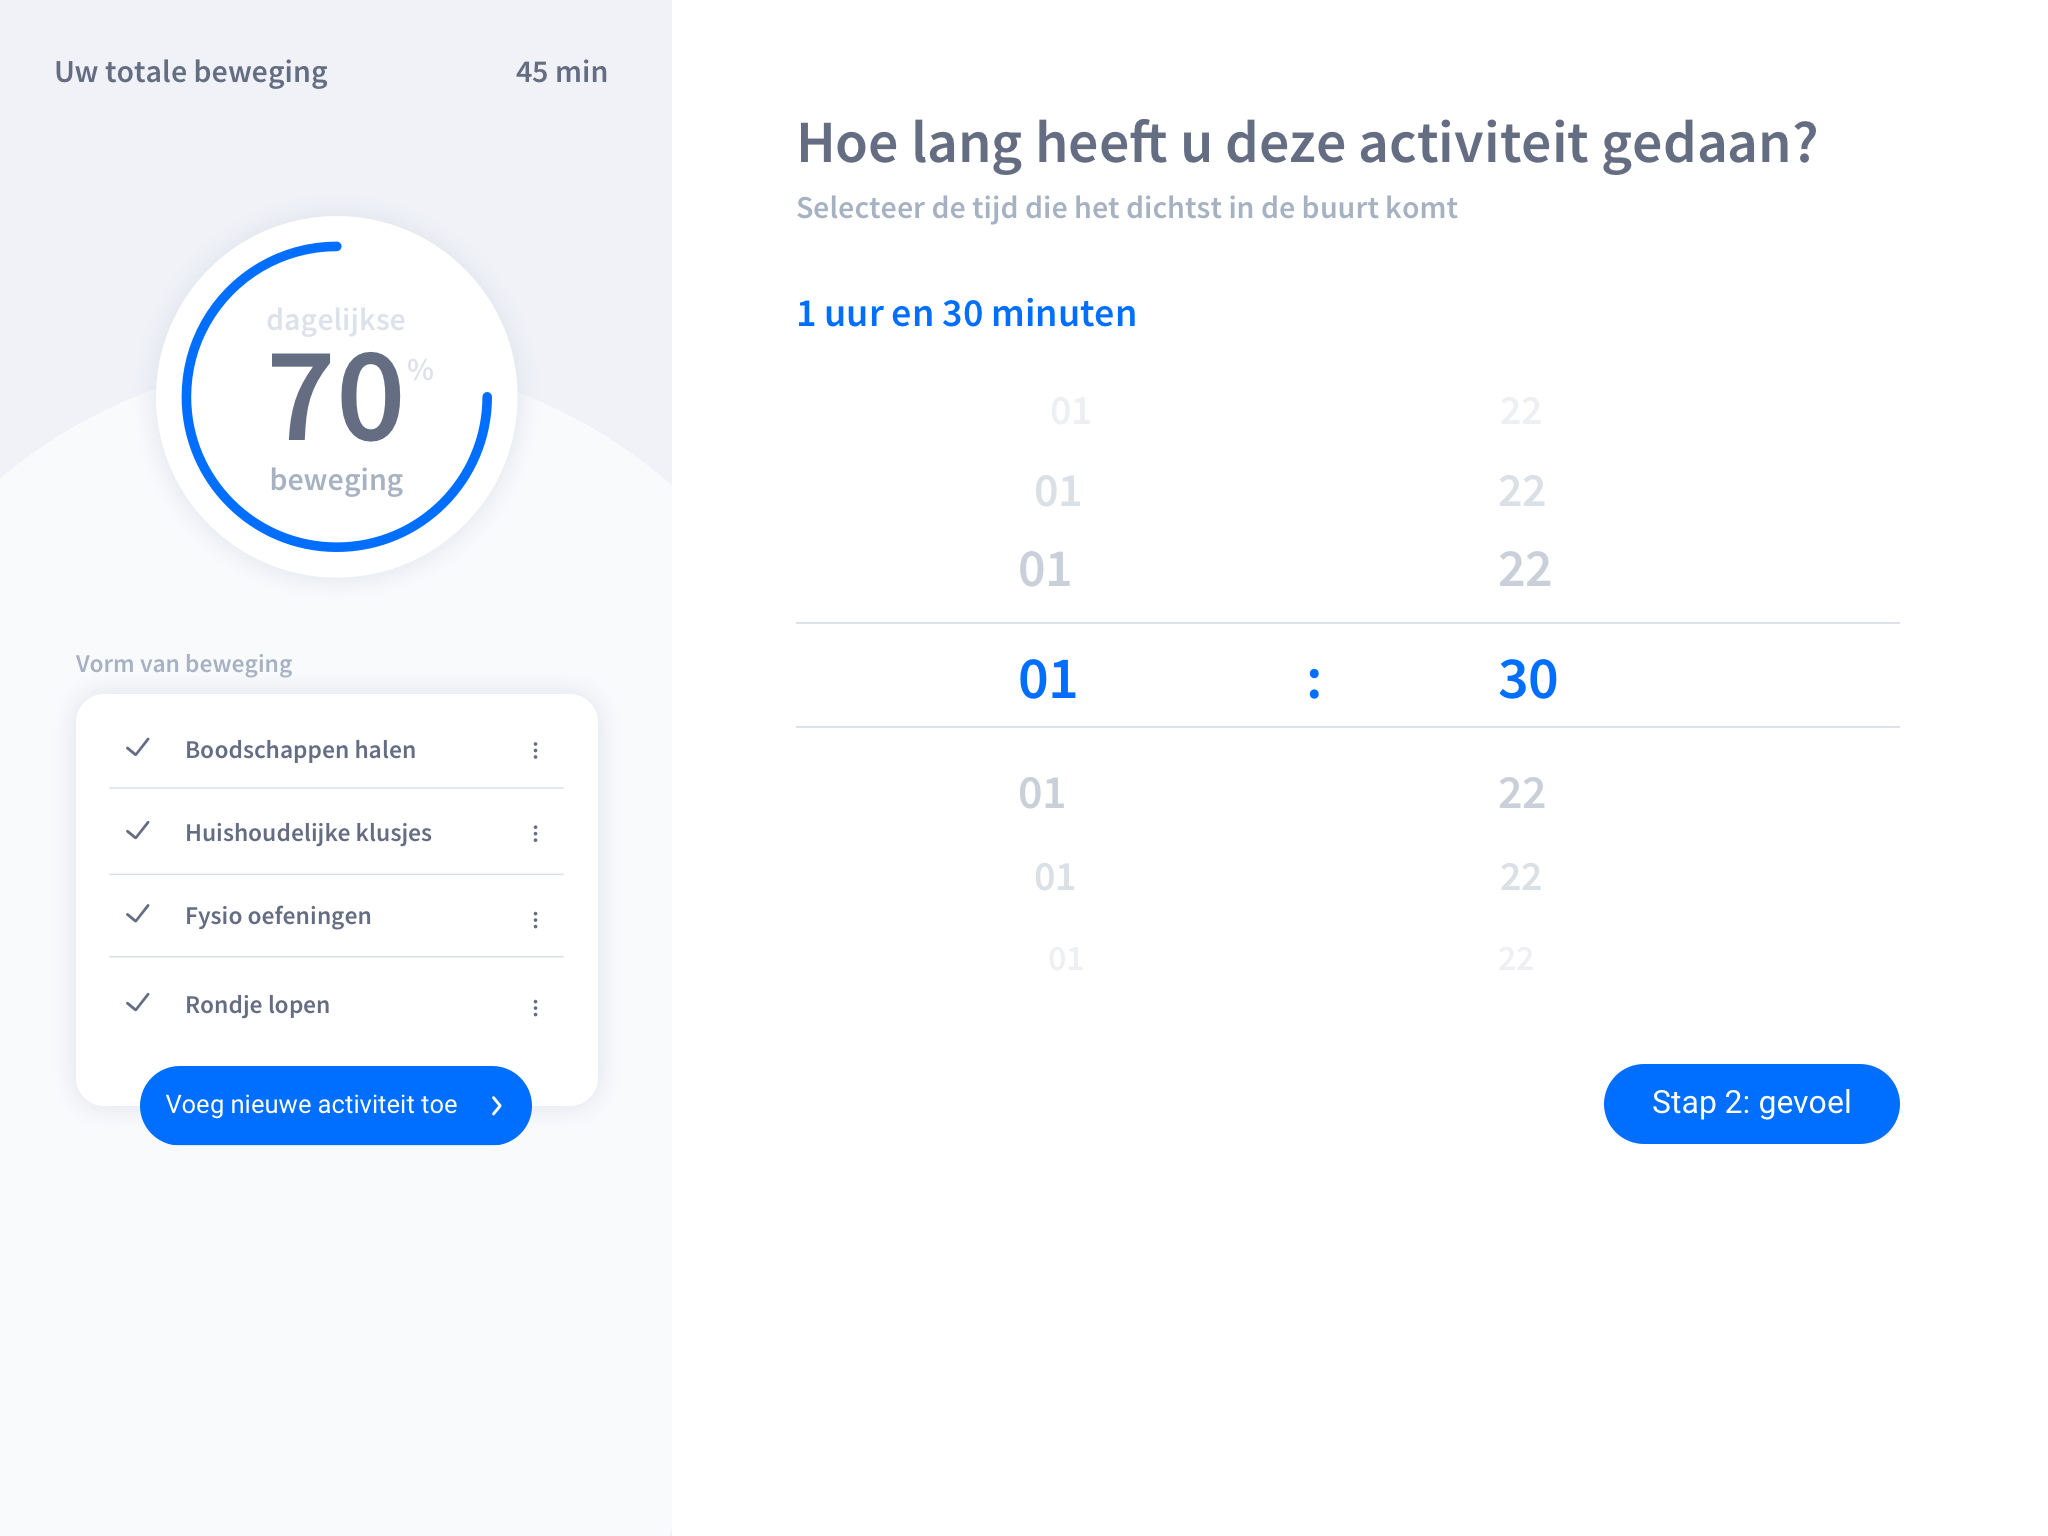 Uw totale beweging 45 min
dagelijkse
70 %
beweging
Vorm van beweging
Boodschappen halen
Huishoudelijke klusjes
Fysio oefeningen
Rondje lopen
Voeg nieuwe activiteit toe
Hoe lang heeft u deze activiteit gedaan?
Selecteer de tijd die het dichtst in de buurt komt
1 uur en 30 minuten
01 22
01 22
01 22
01 : 30
01 22
01 22
01 22
Stap 2: gevoel